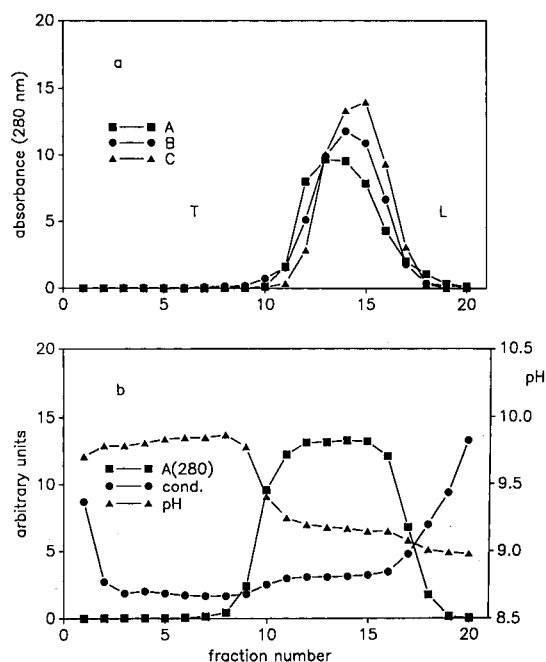 a
20
15
10
5
0
absorbance (280 nm)
A
B
C
T
L
0
5
10
15
20
b
20
15
10
5
0
arbitrary units
A(280)
cond.
pH
10.5
10.0
9.5
9.0
8.5
pH
0
5
10
15
20
fraction number